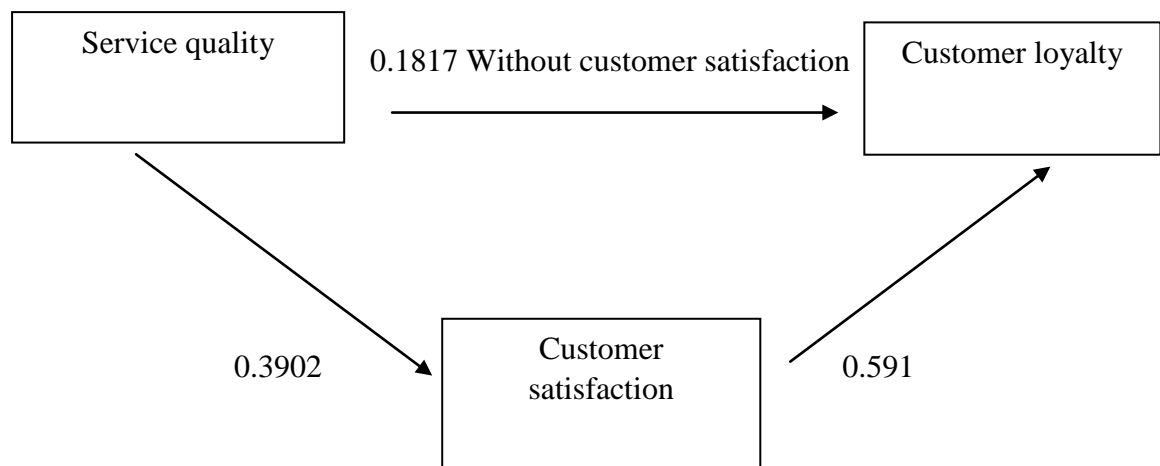 Service quality
0.1817 Without customer satisfaction
Customer loyalty
0.3902
Customer
satisfaction
0.591